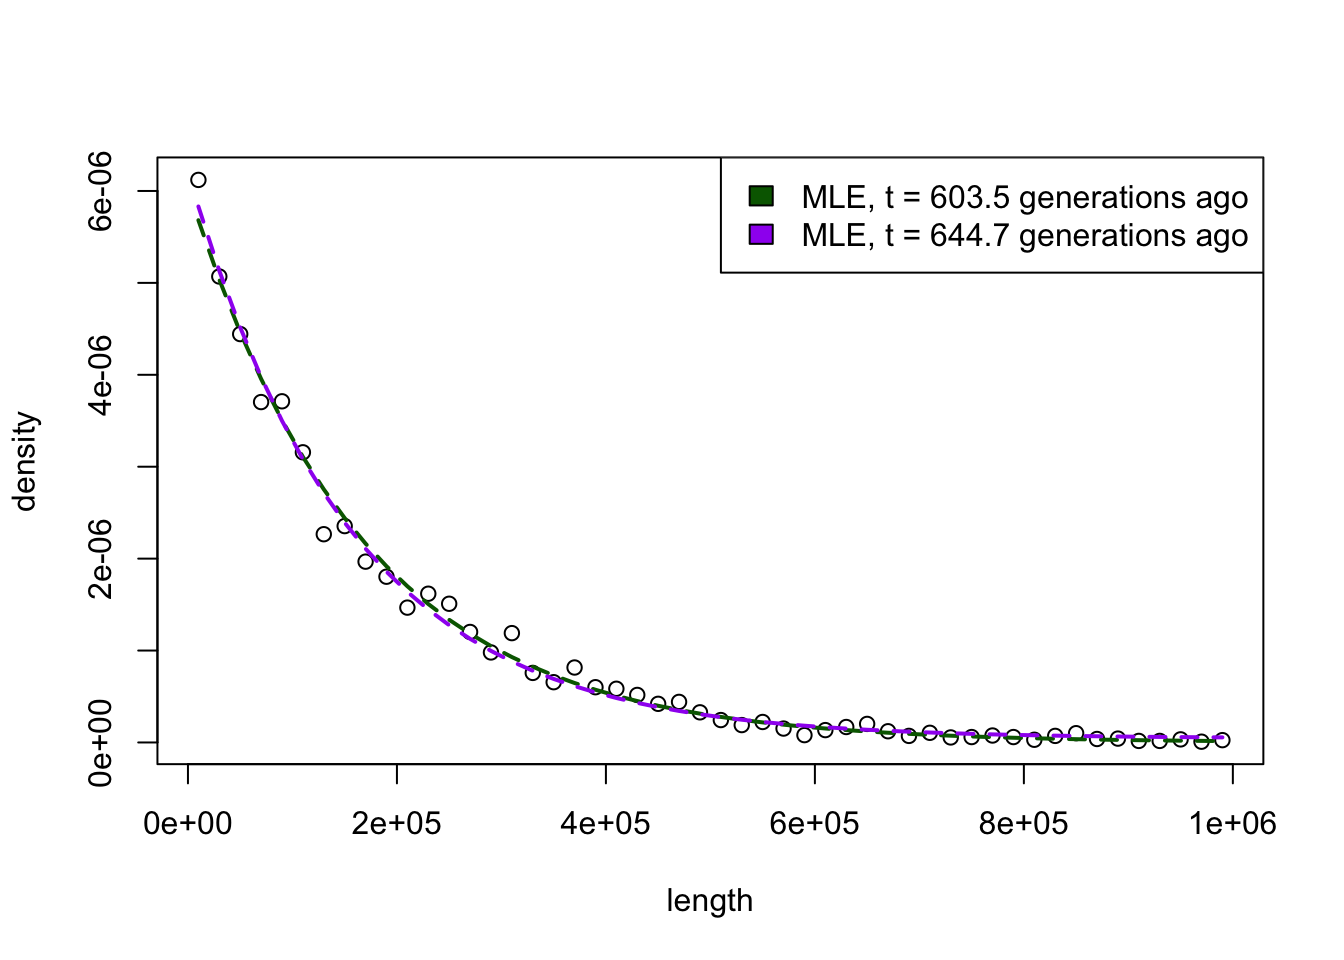 MLE, t = 603.5 generations ago
MLE, t = 644.7 generations ago
density
6e-06
4e-06
2e-06
0e+00
0e+00 2e+05 4e+05 6e+05 8e+05 1e+06
length